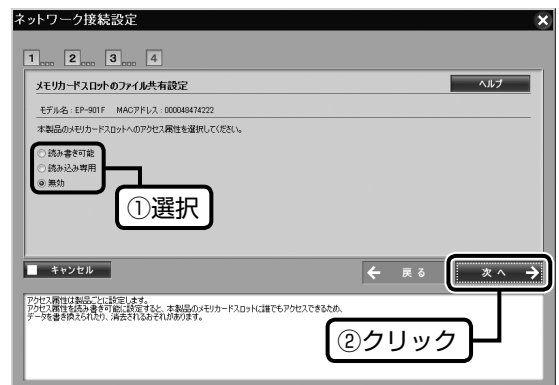 ネットワーク接続設定
1 2 3 4
メモリカードスロットのファイル共有設定
ヘルプ
モデル名:EP-901F MACアドレス:000048474222
本製品のメモリカードスロットへのアクセス属性を選択してください。
読み書き可能
読み込み専用
無効
①選択
キャンセル
戻る
次へ
アクセス属性は製品ごとに設定します。
アクセス属性を読み書き可能に設定すると、本製品のメモリカードスロットに誰でもアクセスできるため、
データを書き換えられたり、消去されるおそれがあります。
②クリック